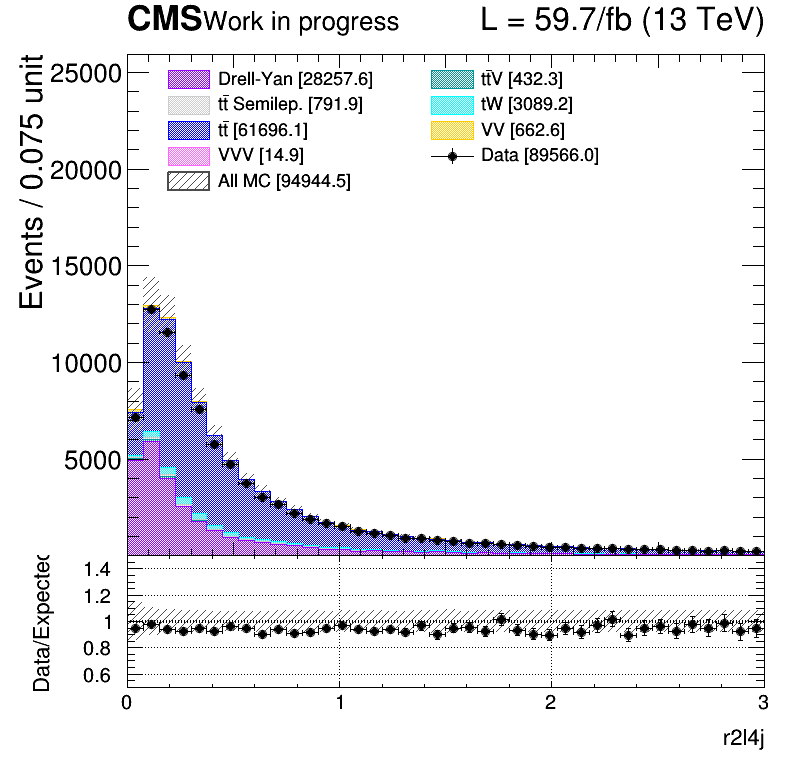 CMS Work in progress L = 59.7/fb (13 TeV)
Events / 0.075 unit
25000
20000
15000
10000
5000
Drell-Yan [28257.6]
tt̄ Semilep. [791.9]
tt̄ [61696.1]
VVV [14.9]
All MC [94944.5]
tt̄V [432.3]
tW [3089.2]
VV [662.6]
Data [89566.0]
Data/Expected
1.4
1.2
1
0.8
0.6
0 1 2 3
r2l4j